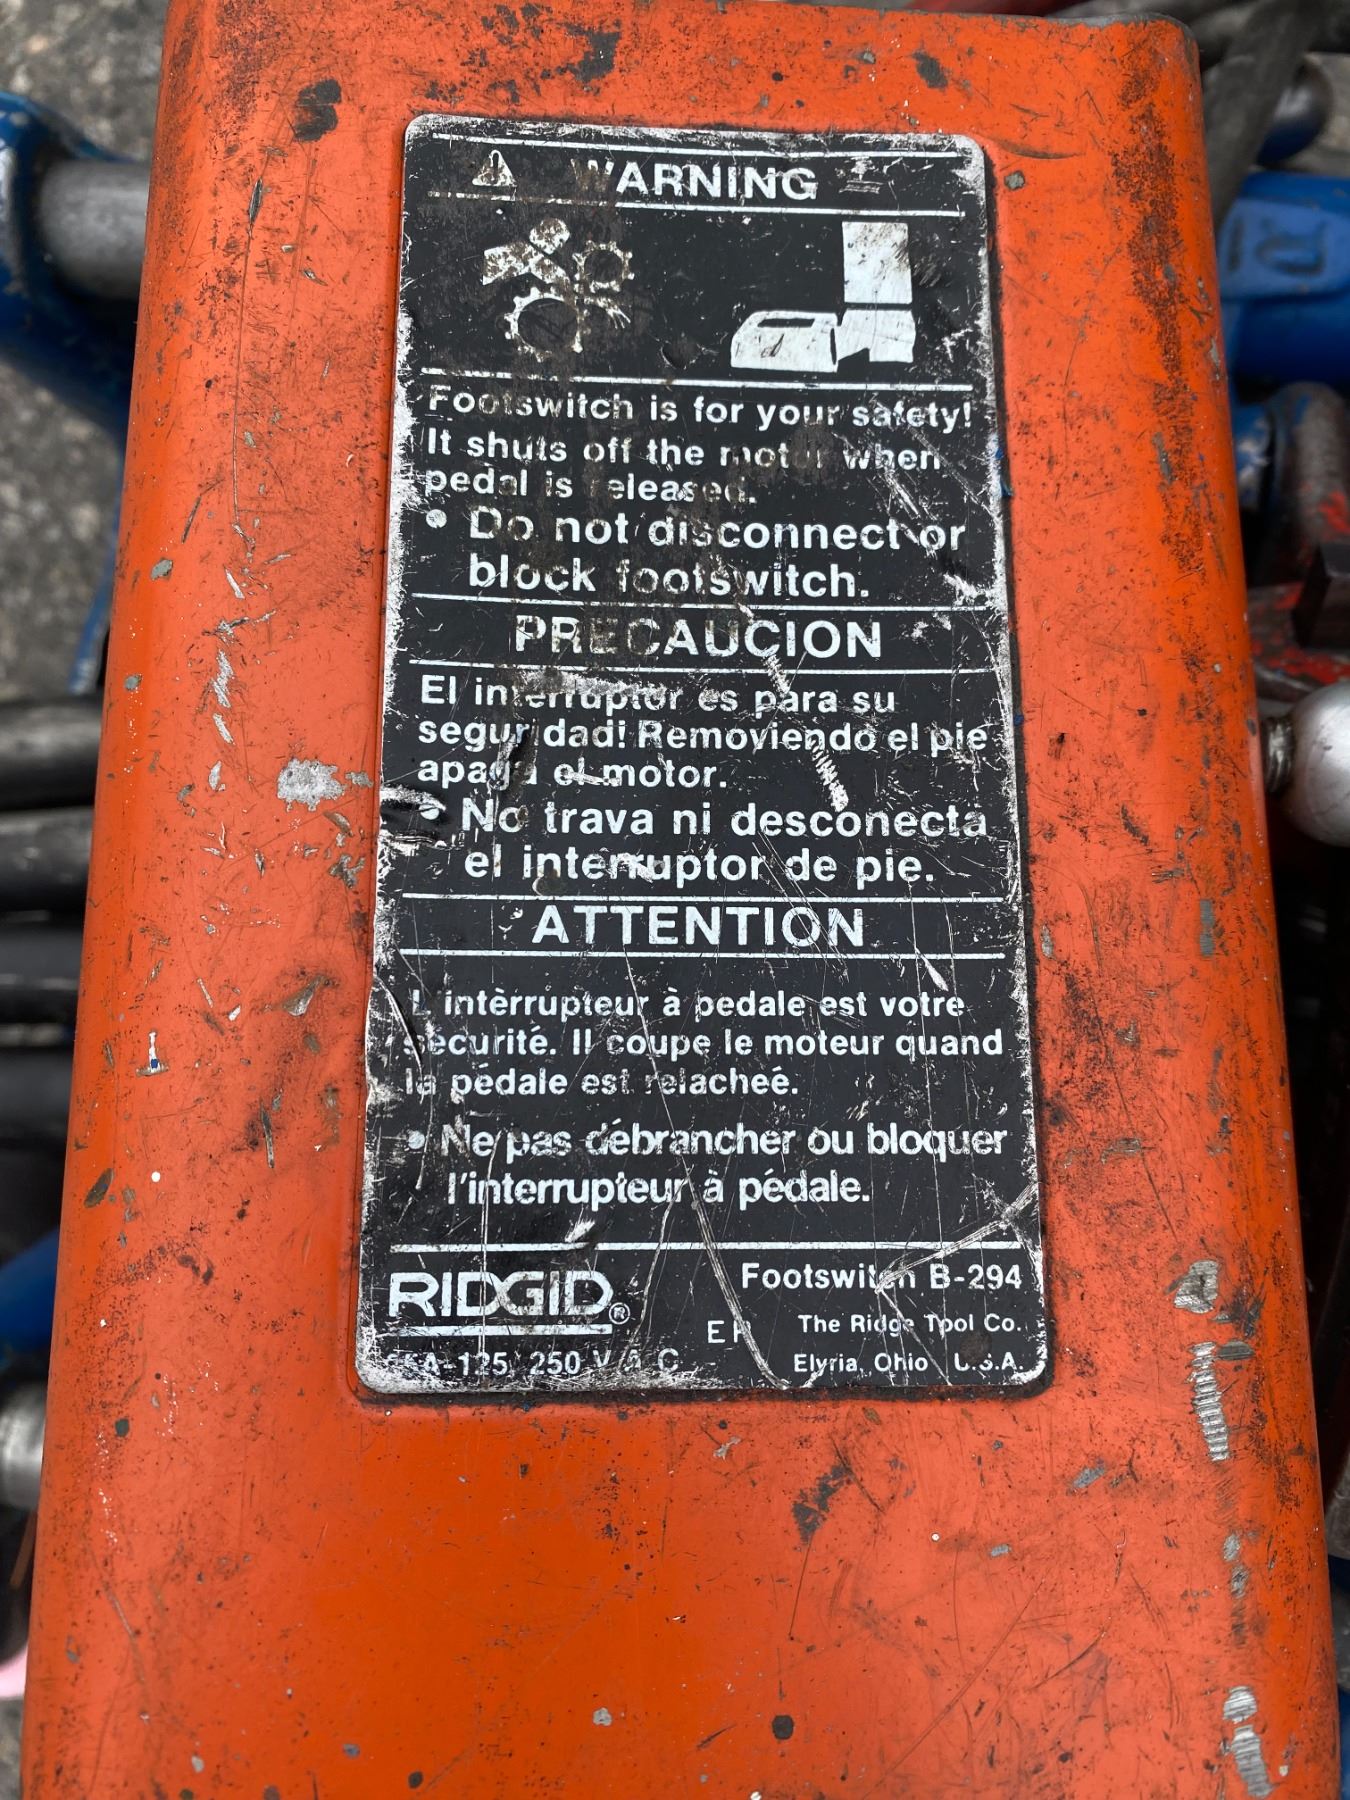 WARNING
Footswitch is for your safety!
It shuts off the motor when
pedal is released.
• Do not disconnect or
block footswitch.
PRECAUCION
El interruptor es para su
seguridad! Removiendo el pie
apaga el motor.
• No trava ni desconecta
el interruptor de pie.
ATTENTION
L'intèrrupteur à pedale est votre
sécurité. Il coupe le moteur quand
la pédale est relacheé.
• Ne pas débrancher ou bloquer
l'interrupteur à pédale.
RIDGID®
Footswitch B-294
The Ridge Tool Co.
125 250 V A C
Elyria, Ohio U.S.A.